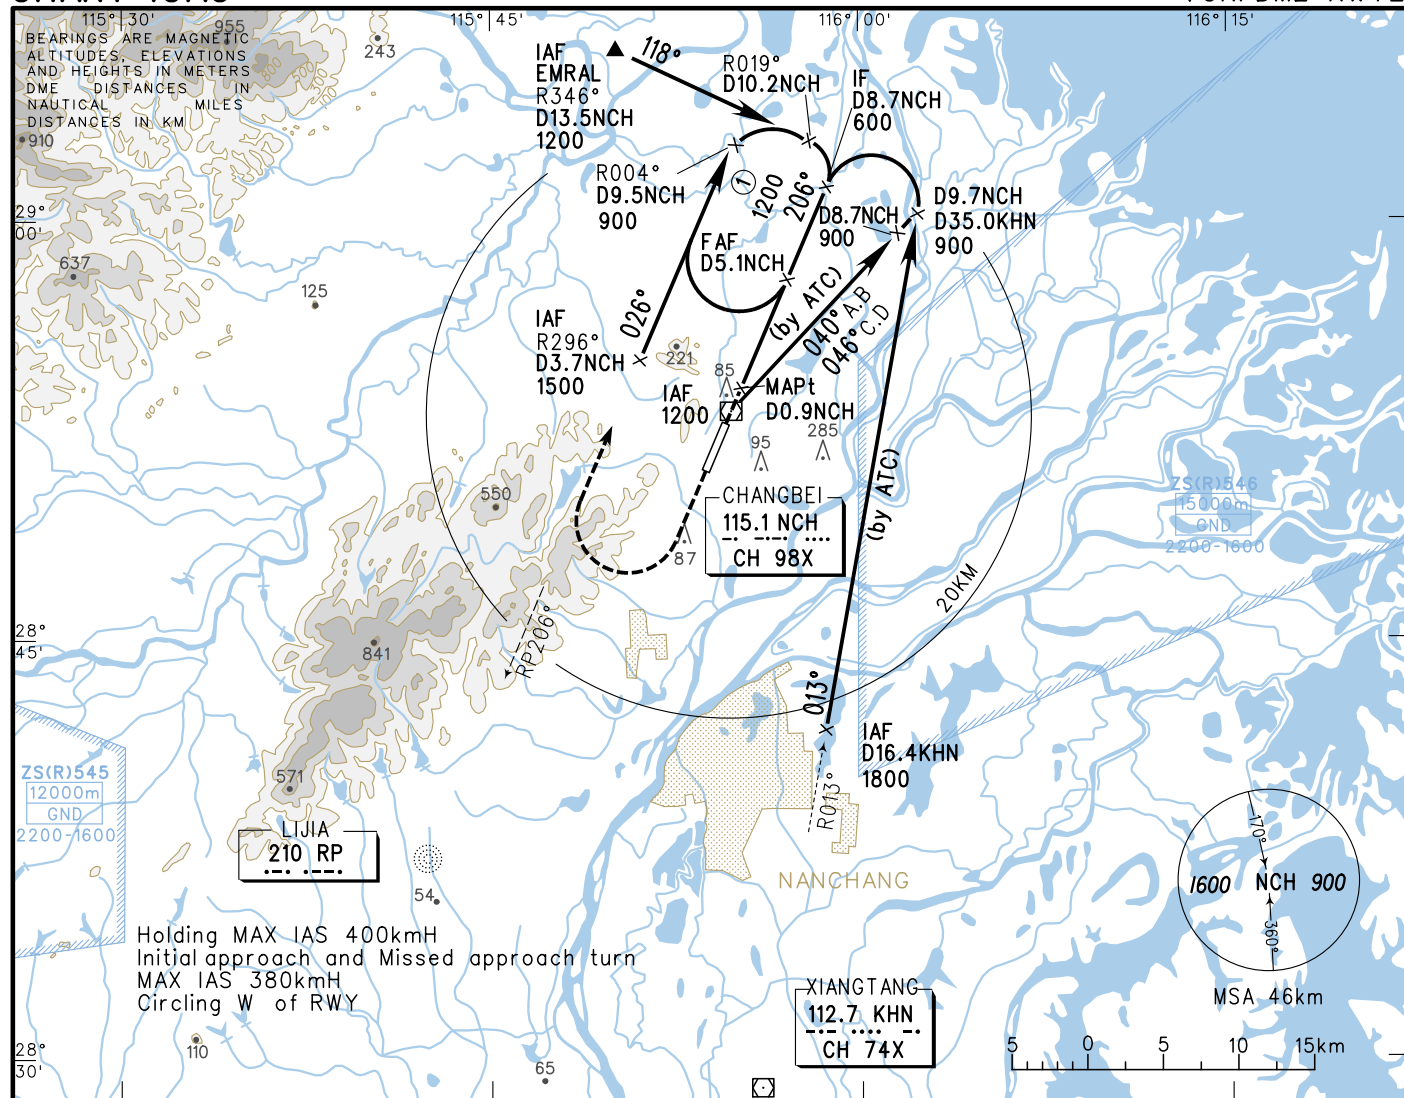 115° 30'
115° 45'
116° 00'
116° 15'
BEARINGS ARE MAGNETIC
ALTITUDES, ELEVATIONS
AND HEIGHTS IN METERS
DME DISTANCES IN
NAUTICAL MILES
DISTANCES IN KM
955
243
910
800
637
125
29°
00'
IAF
EMRAL
R346°
D13.5NCH
1200
118°
R019°
D10.2NCH
IF
D8.7NCH
600
R004°
D9.5NCH
900
1
1200
206°
D8.7NCH
900
D9.7NCH
D35.0KHN
900
FAF
D5.1NCH
026°
(by ATC)
040° A.B
046° C.D
IAF
R296°
D3.7NCH
1500
221
85
IAF
1200
MAPt
D0.9NCH
95
285
(by ATC)
550
CHANGBEI
115.1 NCH
CH 98X
87
ZS(R)546
15000m
GND
2200-1600
20KM
RP206°
28°
45'
841
013°
IAF
D16.4KHN
1800
R013°
571
ZS(R)545
12000m
GND
2200-1600
LIJIA
210 RP
54
NANCHANG
170°
1600 NCH 900
360°
MSA 46km
Holding MAX IAS 400kmH
Initial approach and Missed approach turn
MAX IAS 380kmH
Circling W of RWY
XIANGTANG
112.7 KHN
CH 74X
110
65
28°
30'
5 0 5 10 15km